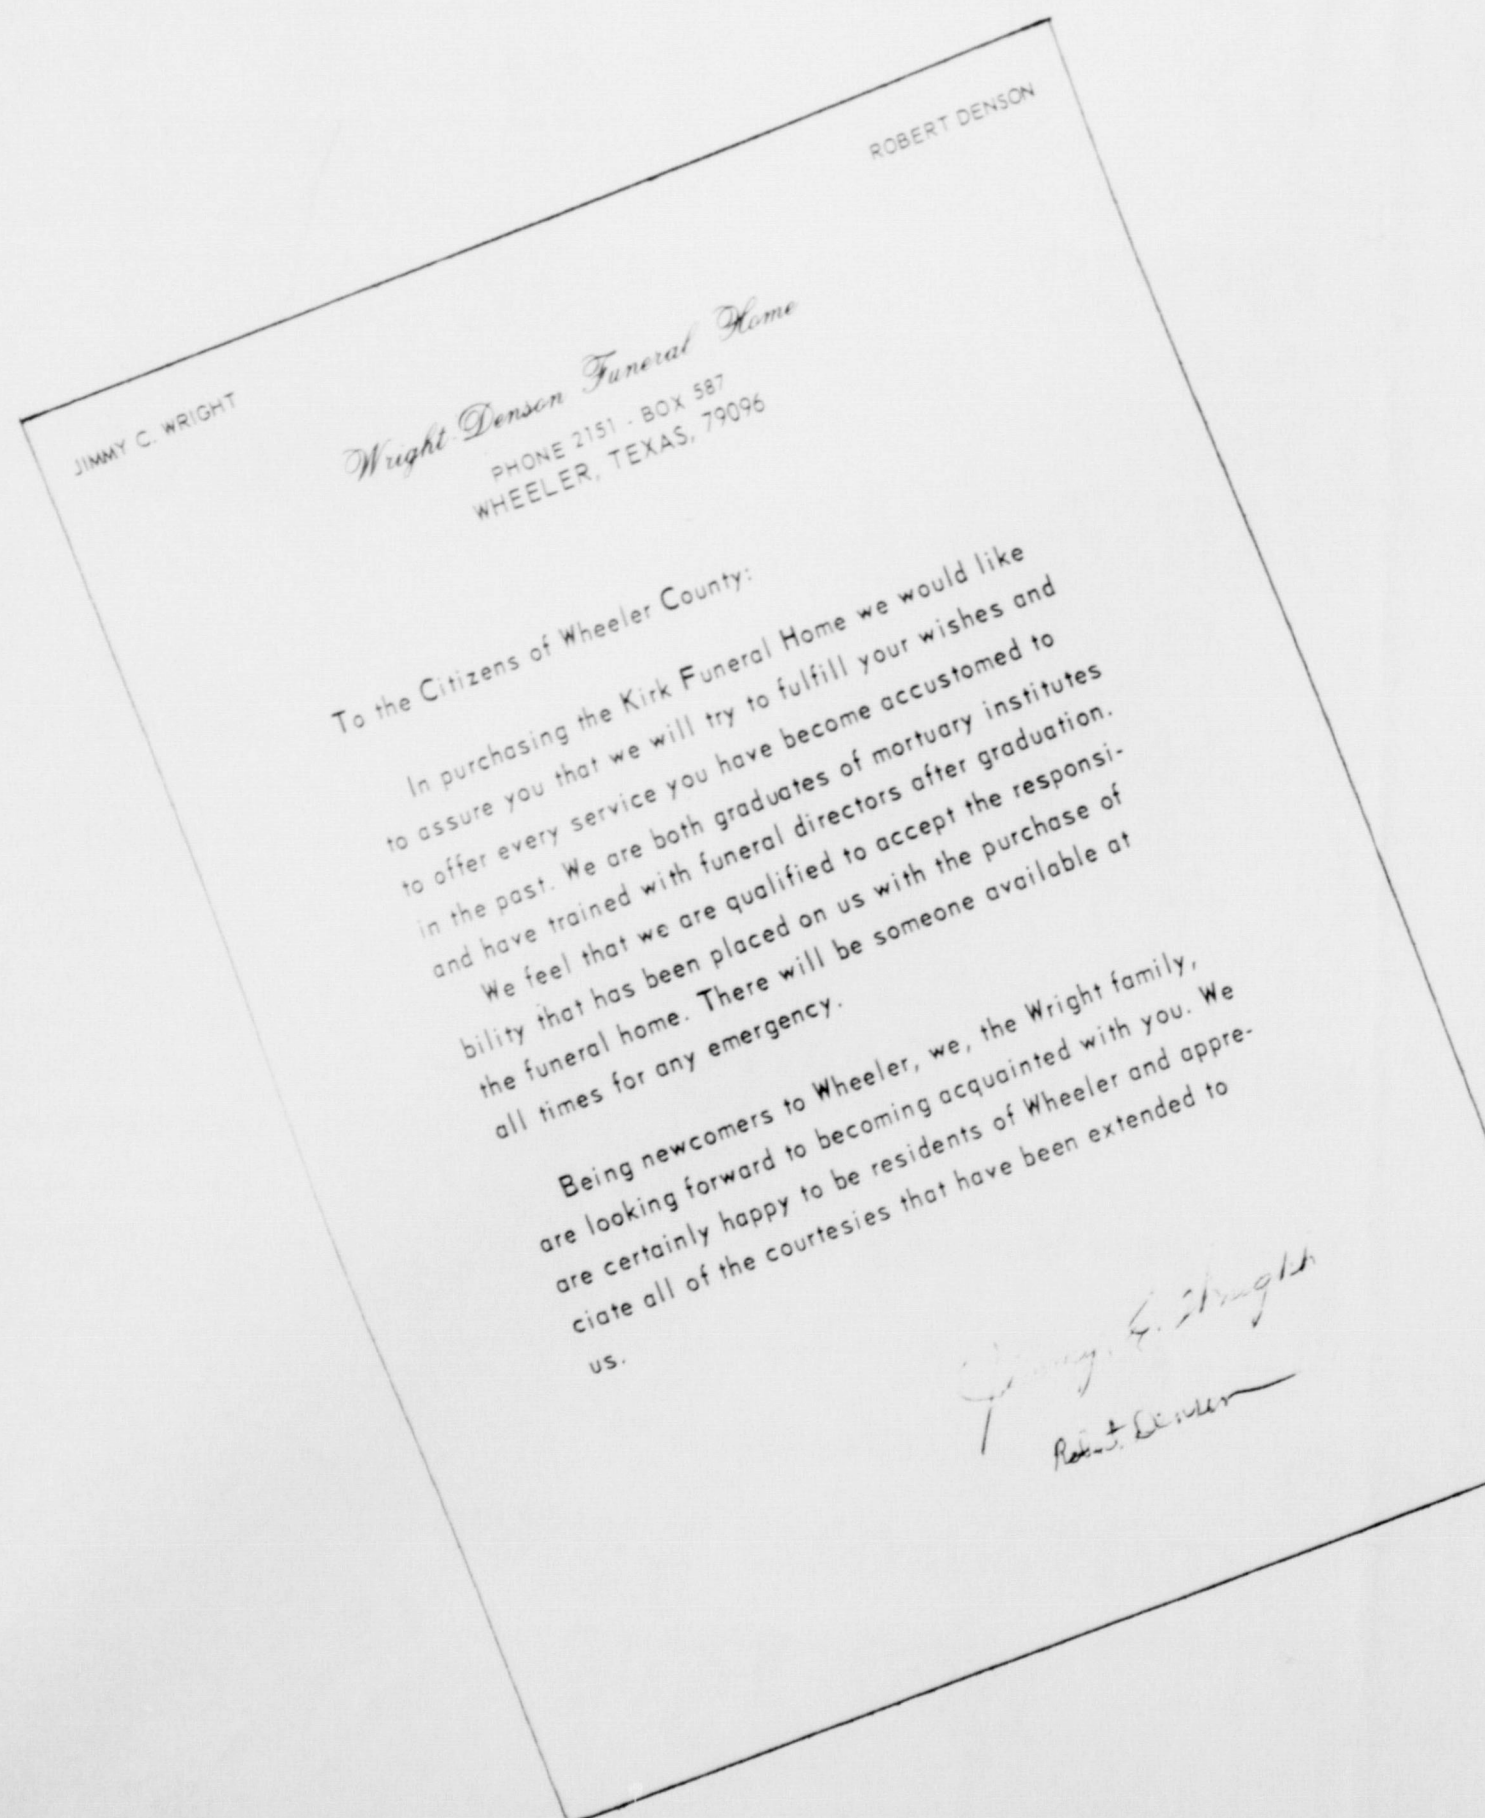 JIMMY C. WRIGHT
ROBERT DENSON
Wright-Denson Funeral Home
PHONE 2151 - BOX 587
WHEELER, TEXAS, 79096
To the Citizens of Wheeler County:
In purchasing the Kirk Funeral Home we would like
to assure you that we will try to fulfill your wishes and
to offer every service you have become accustomed to
in the past. We are both graduates of mortuary institutes
and have trained with funeral directors after graduation.
We feel that we are qualified to accept the responsi-
bility that has been placed on us with the purchase of
the funeral home. There will be someone available at
all times for any emergency.
Being newcomers to Wheeler, we, the Wright family,
are looking forward to becoming acquainted with you. We
are certainly happy to be residents of Wheeler and appre-
ciate all of the courtesies that have been extended to
us.
Robert Denson